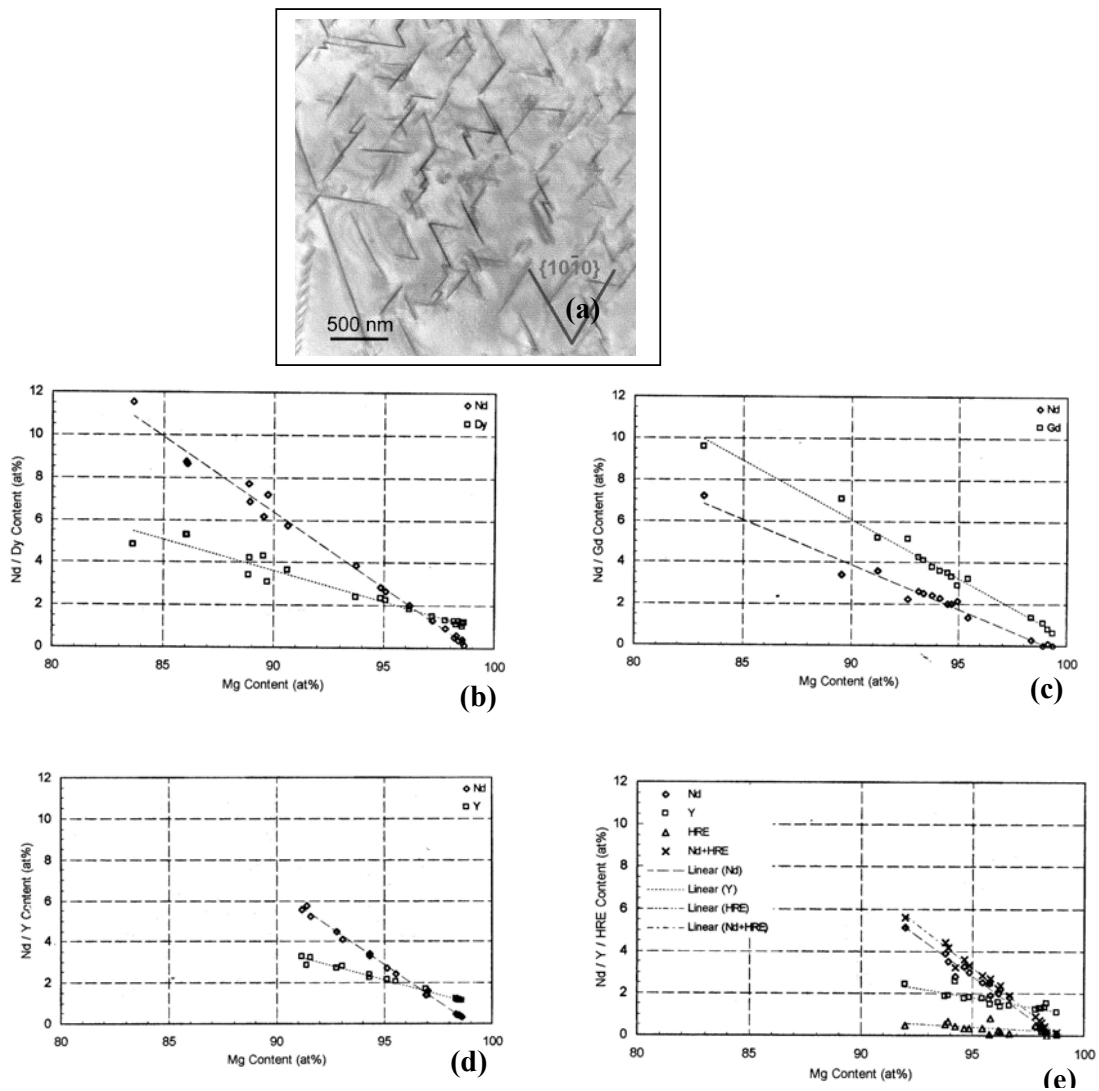 {101̅0}
(a)
500 nm
12
10
8
6
4
2
0
Nd / Dy Content (at%)
Nd
Dy
80 85 90 95 100
Mg Content (at%)
(b)
12
10
8
6
4
2
0
Nd / Gd Content (at%)
Nd
Gd
80 85 90 95 100
Mg Content (at%)
(c)
12
10
8
6
4
2
0
Nd / Y Content (at%)
Nd
Y
80 85 90 95 100
Mg Content (at%)
(d)
12
10
8
6
4
2
0
Nd / Y / HRE Content (at%)
Nd
Y
HRE
Nd+HRE
Linear (Nd)
Linear (Y)
Linear (HRE)
Linear (Nd+HRE)
80 85 90 95 100
Mg Content (at%)
(e)